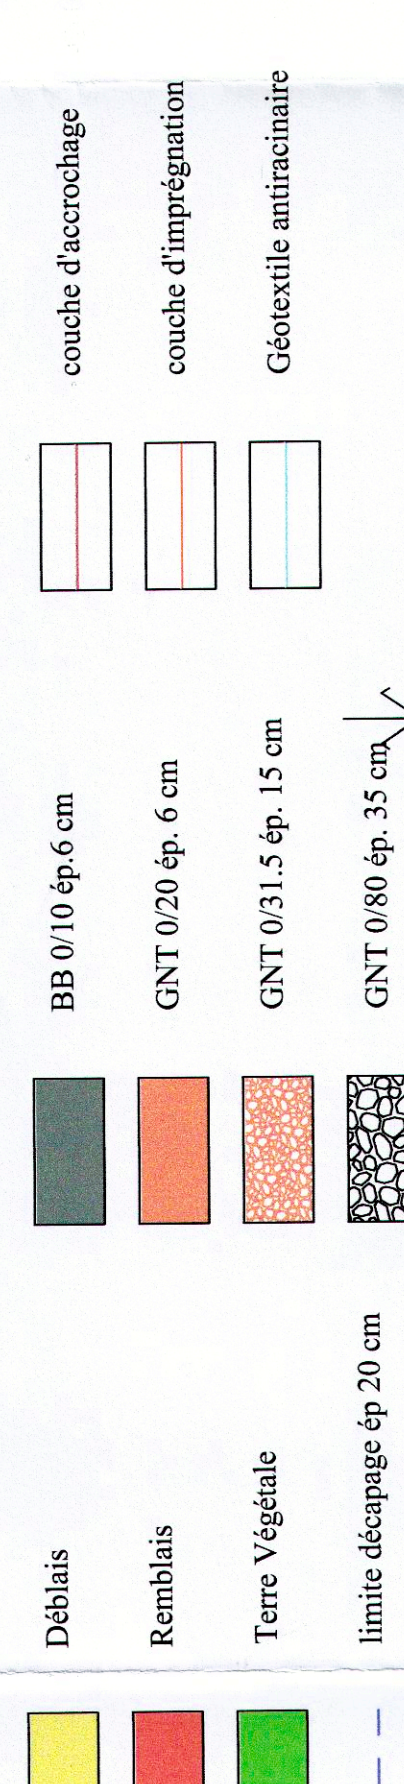 Déblais
Remblais
Terre Végétale
limite décapage ép 20 cm
BB 0/10 ép.6 cm
GNT 0/20 ép. 6 cm
GNT 0/31.5 ép. 15 cm
GNT 0/80 ép. 35 cm
couche d'accrochage
couche d'imprégnation
Géotextile antiracinaire